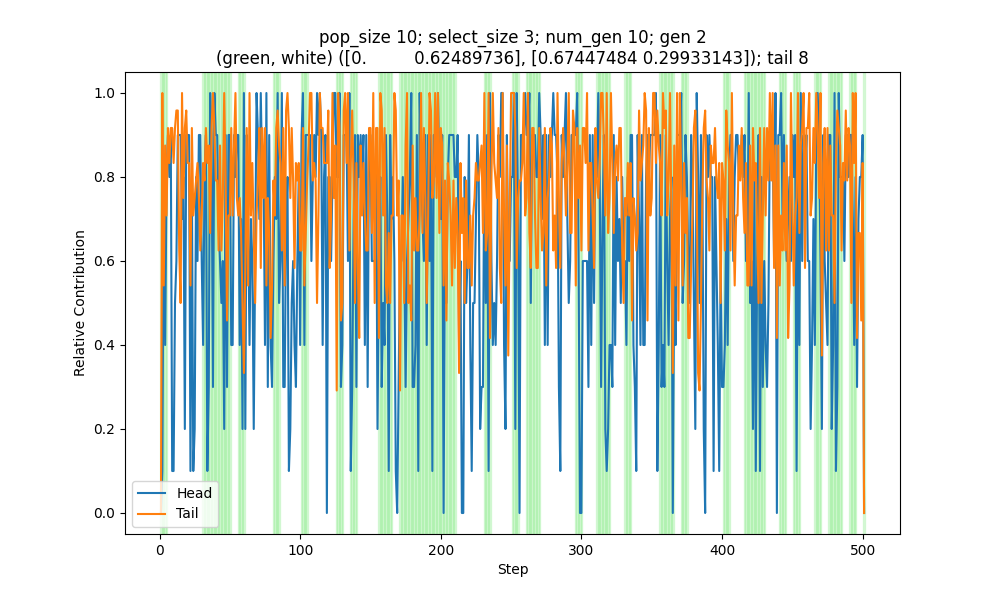 pop_size 10; select_size 3; num_gen 10; gen 2
(green, white) ([0.         0.62489736], [0.67447484 0.29933143]); tail 8
Relative Contribution
1.0
0.8
0.6
0.4
0.2
0.0
Head
Tail
0 100 200 300 400 500
Step